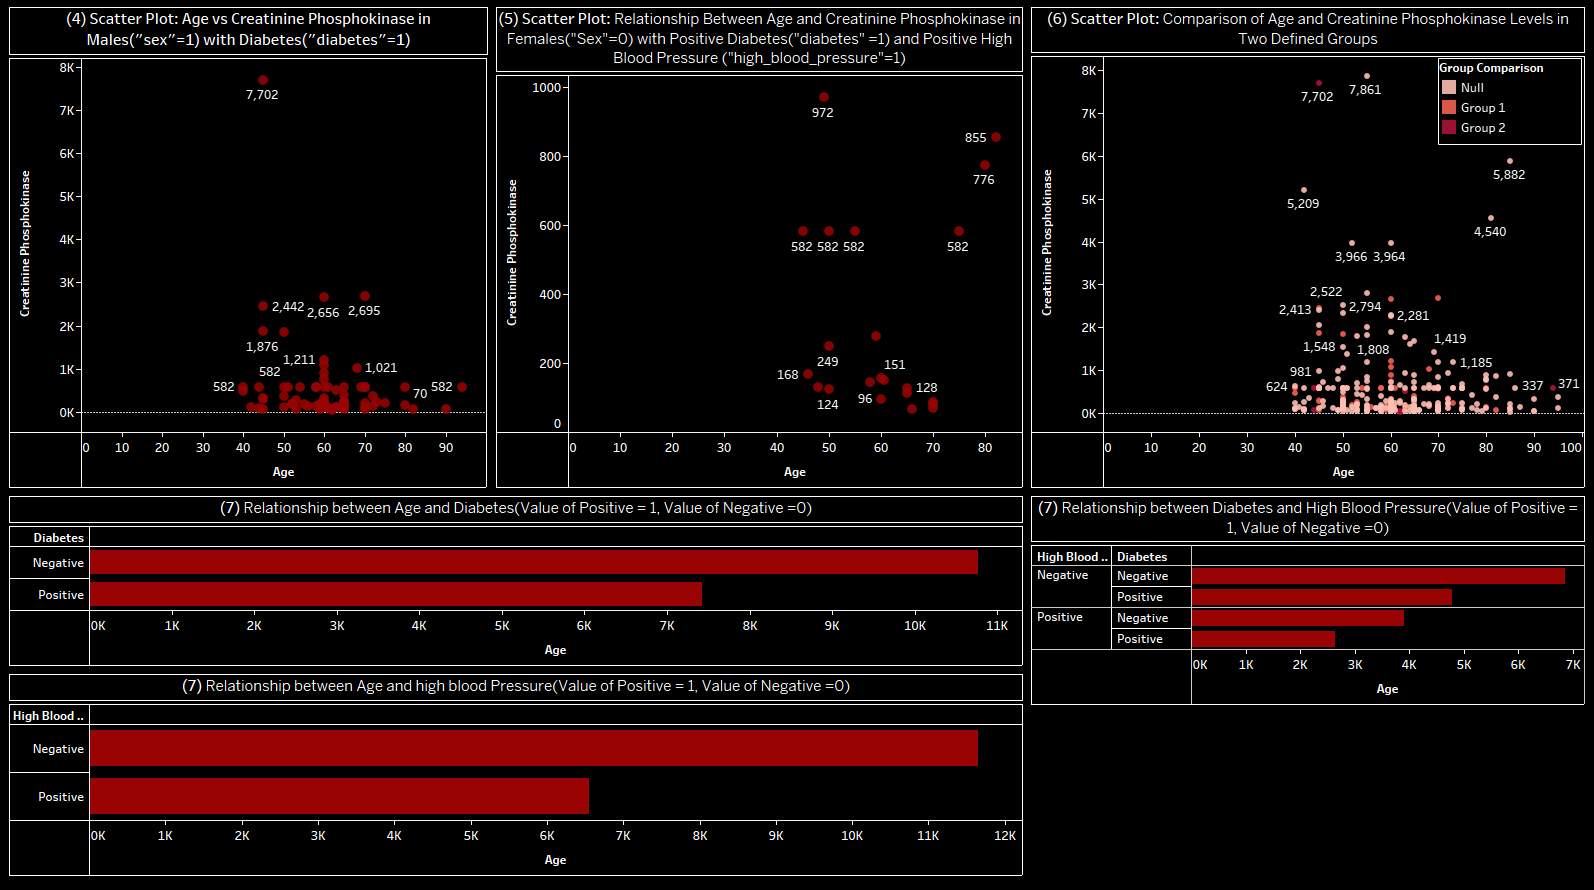 (4) Scatter Plot: Age vs Creatinine Phosphokinase in
Males("sex"=1) with Diabetes("diabetes"=1)
8K
7K
6K
5K
4K
3K
2K
1K
0K
Creatinine Phosphokinase
7,702
2,442
2,656
2,695
1,876
1,211
1,021
582
582
582
70
0
10
20
30
40
50
60
70
80
90
Age
(5) Scatter Plot: Relationship Between Age and Creatinine Phosphokinase in
Females("Sex"=0) with Positive Diabetes("diabetes" =1) and Positive High
Blood Pressure ("high_blood_pressure"=1)
1000
800
600
400
200
0
Creatinine Phosphokinase
972
855
776
582
582
582
582
249
151
168
128
124
96
0
10
20
30
40
50
60
70
80
Age
(6) Scatter Plot: Comparison of Age and Creatinine Phosphokinase Levels in
Two Defined Groups
Group Comparison
Null
Group 1
Group 2
8K
7K
6K
5K
4K
3K
2K
1K
0K
Creatinine Phosphokinase
7,702
7,861
5,882
5,209
4,540
3,966
3,964
2,522
2,794
2,413
2,281
1,548
1,808
1,419
1,185
981
624
337
371
0
10
20
30
40
50
60
70
80
90
100
Age
(7) Relationship between Age and Diabetes(Value of Positive = 1, Value of Negative =0)
Diabetes
Negative
Positive
0K
1K
2K
3K
4K
5K
6K
7K
8K
9K
10K
11K
Age
(7) Relationship between Diabetes and High Blood Pressure(Value of Positive =
1, Value of Negative =0)
High Blood .. Diabetes
Negative Negative
Positive
Positive Negative
Positive
0K
1K
2K
3K
4K
5K
6K
7K
Age
(7) Relationship between Age and high blood Pressure(Value of Positive = 1, Value of Negative =0)
High Blood ..
Negative
Positive
0K
1K
2K
3K
4K
5K
6K
7K
8K
9K
10K
11K
12K
Age